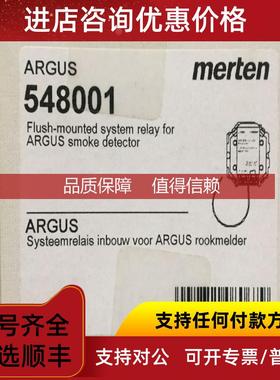 进店咨询享优惠
ARGUS
merten
548001
Flush-mounted system relay for
ARGUS smoke detector
品质保障 值得信赖
ARGUS
Systeemrelais inbouw voor ARGUS rookmelder
号齐全
支持任何付款方
选顺丰
支持对公 可开专票/普票